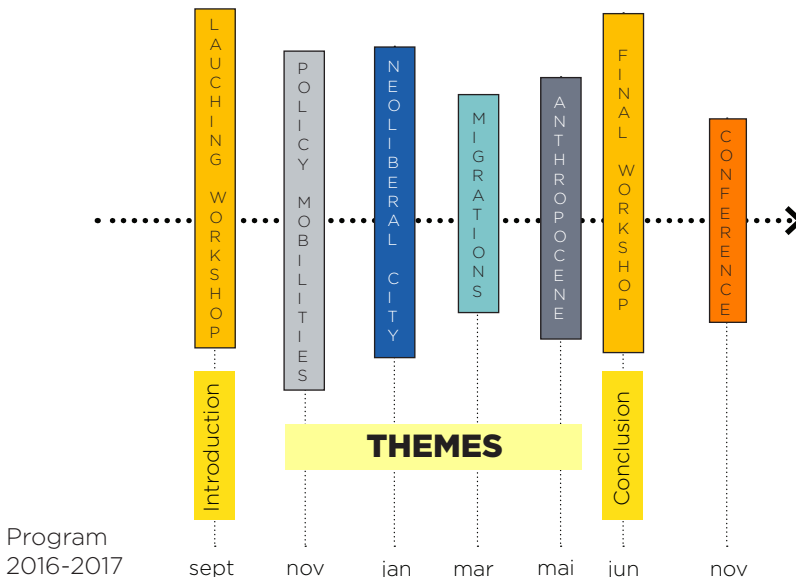 LAUCHING WORKSHOP
POLICY MOBILITIES
NEOLIBERAL CITY
MIGRATIONS
ANTHROPOCENE
FINAL WORKSHOP
CONFERENCE
Introduction
THEMES
Conclusion
Program
2016-2017
sept
nov
jan
mar
mai
jun
nov